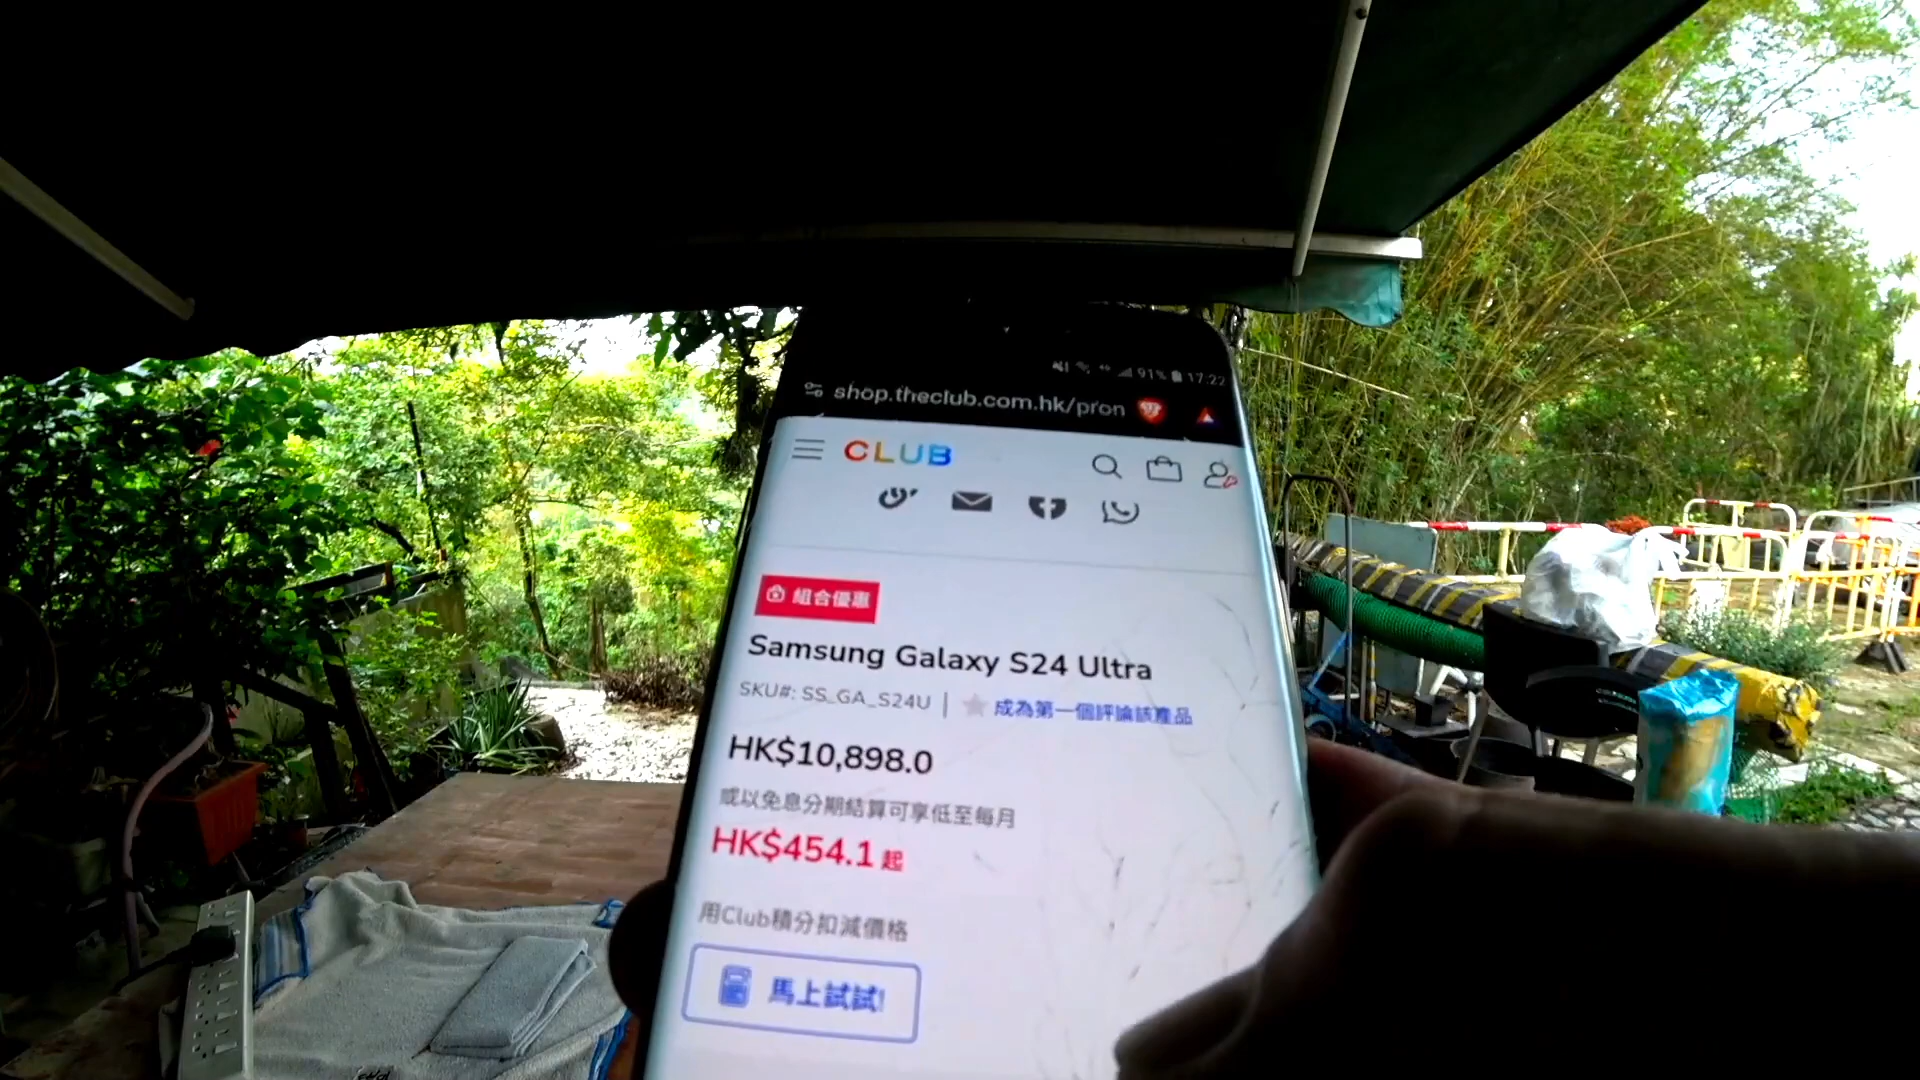 91% 17:22
shop.theclub.com.hk/pron
CLUB
組合優惠
Samsung Galaxy S24 Ultra
SKU#: SS_GA_S24U | 成為第一個評論該產品
HK$10,898.0
或以免息分期結算可享低至每月
HK$454.1 起
用Club積分扣減價格
馬上試試!